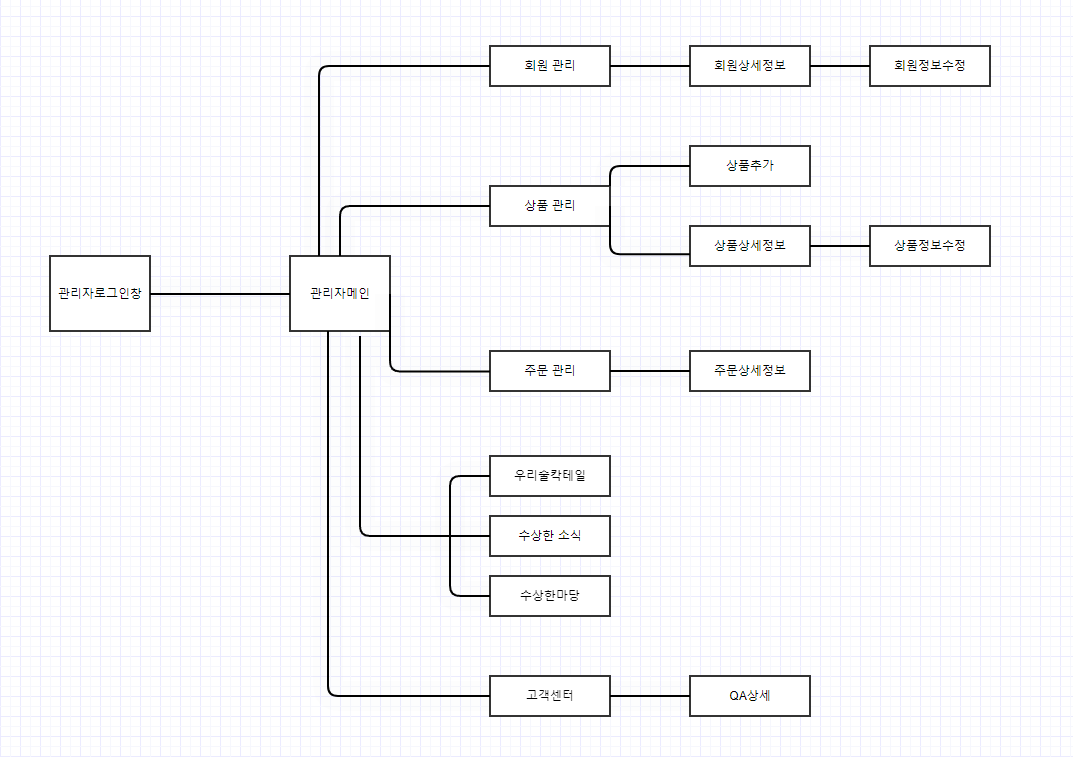 회원 관리
회원상세정보
회원정보수정
상품추가
상품 관리
상품상세정보
상품정보수정
관리자로그인창
관리자메인
주문 관리
주문상세정보
우리술칵테일
수상한 소식
수상한마당
고객센터
QA상세